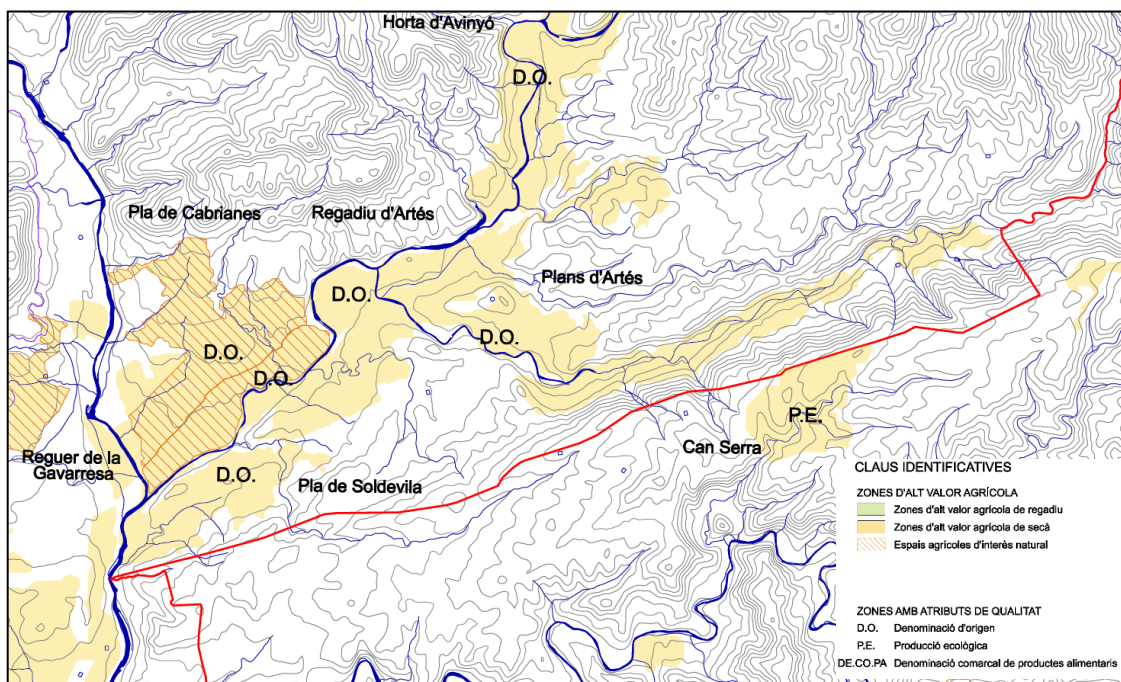 Horta d'Avinyó
D.O.
Pla de Cabrianes
Regadiu d'Artés
Plans d'Artés
D.O.
D.O.
D.O.
D.O.
P.E.
Can Serra
Reguer de la
Gavarresa
D.O.
Pla de Soldevila
CLAUS IDENTIFICATIVES
ZONES D'ALT VALOR AGRÍCOLA
Zones d'alt valor agrícola de regadiu
Zones d'alt valor agrícola de secà
Espais agrícoles d'interès natural
ZONES AMB ATRIBUTS DE QUALITAT
D.O. Denominació d'origen
P.E. Producció ecològica
DE.CO.PA Denominació comarcal de productes alimentaris